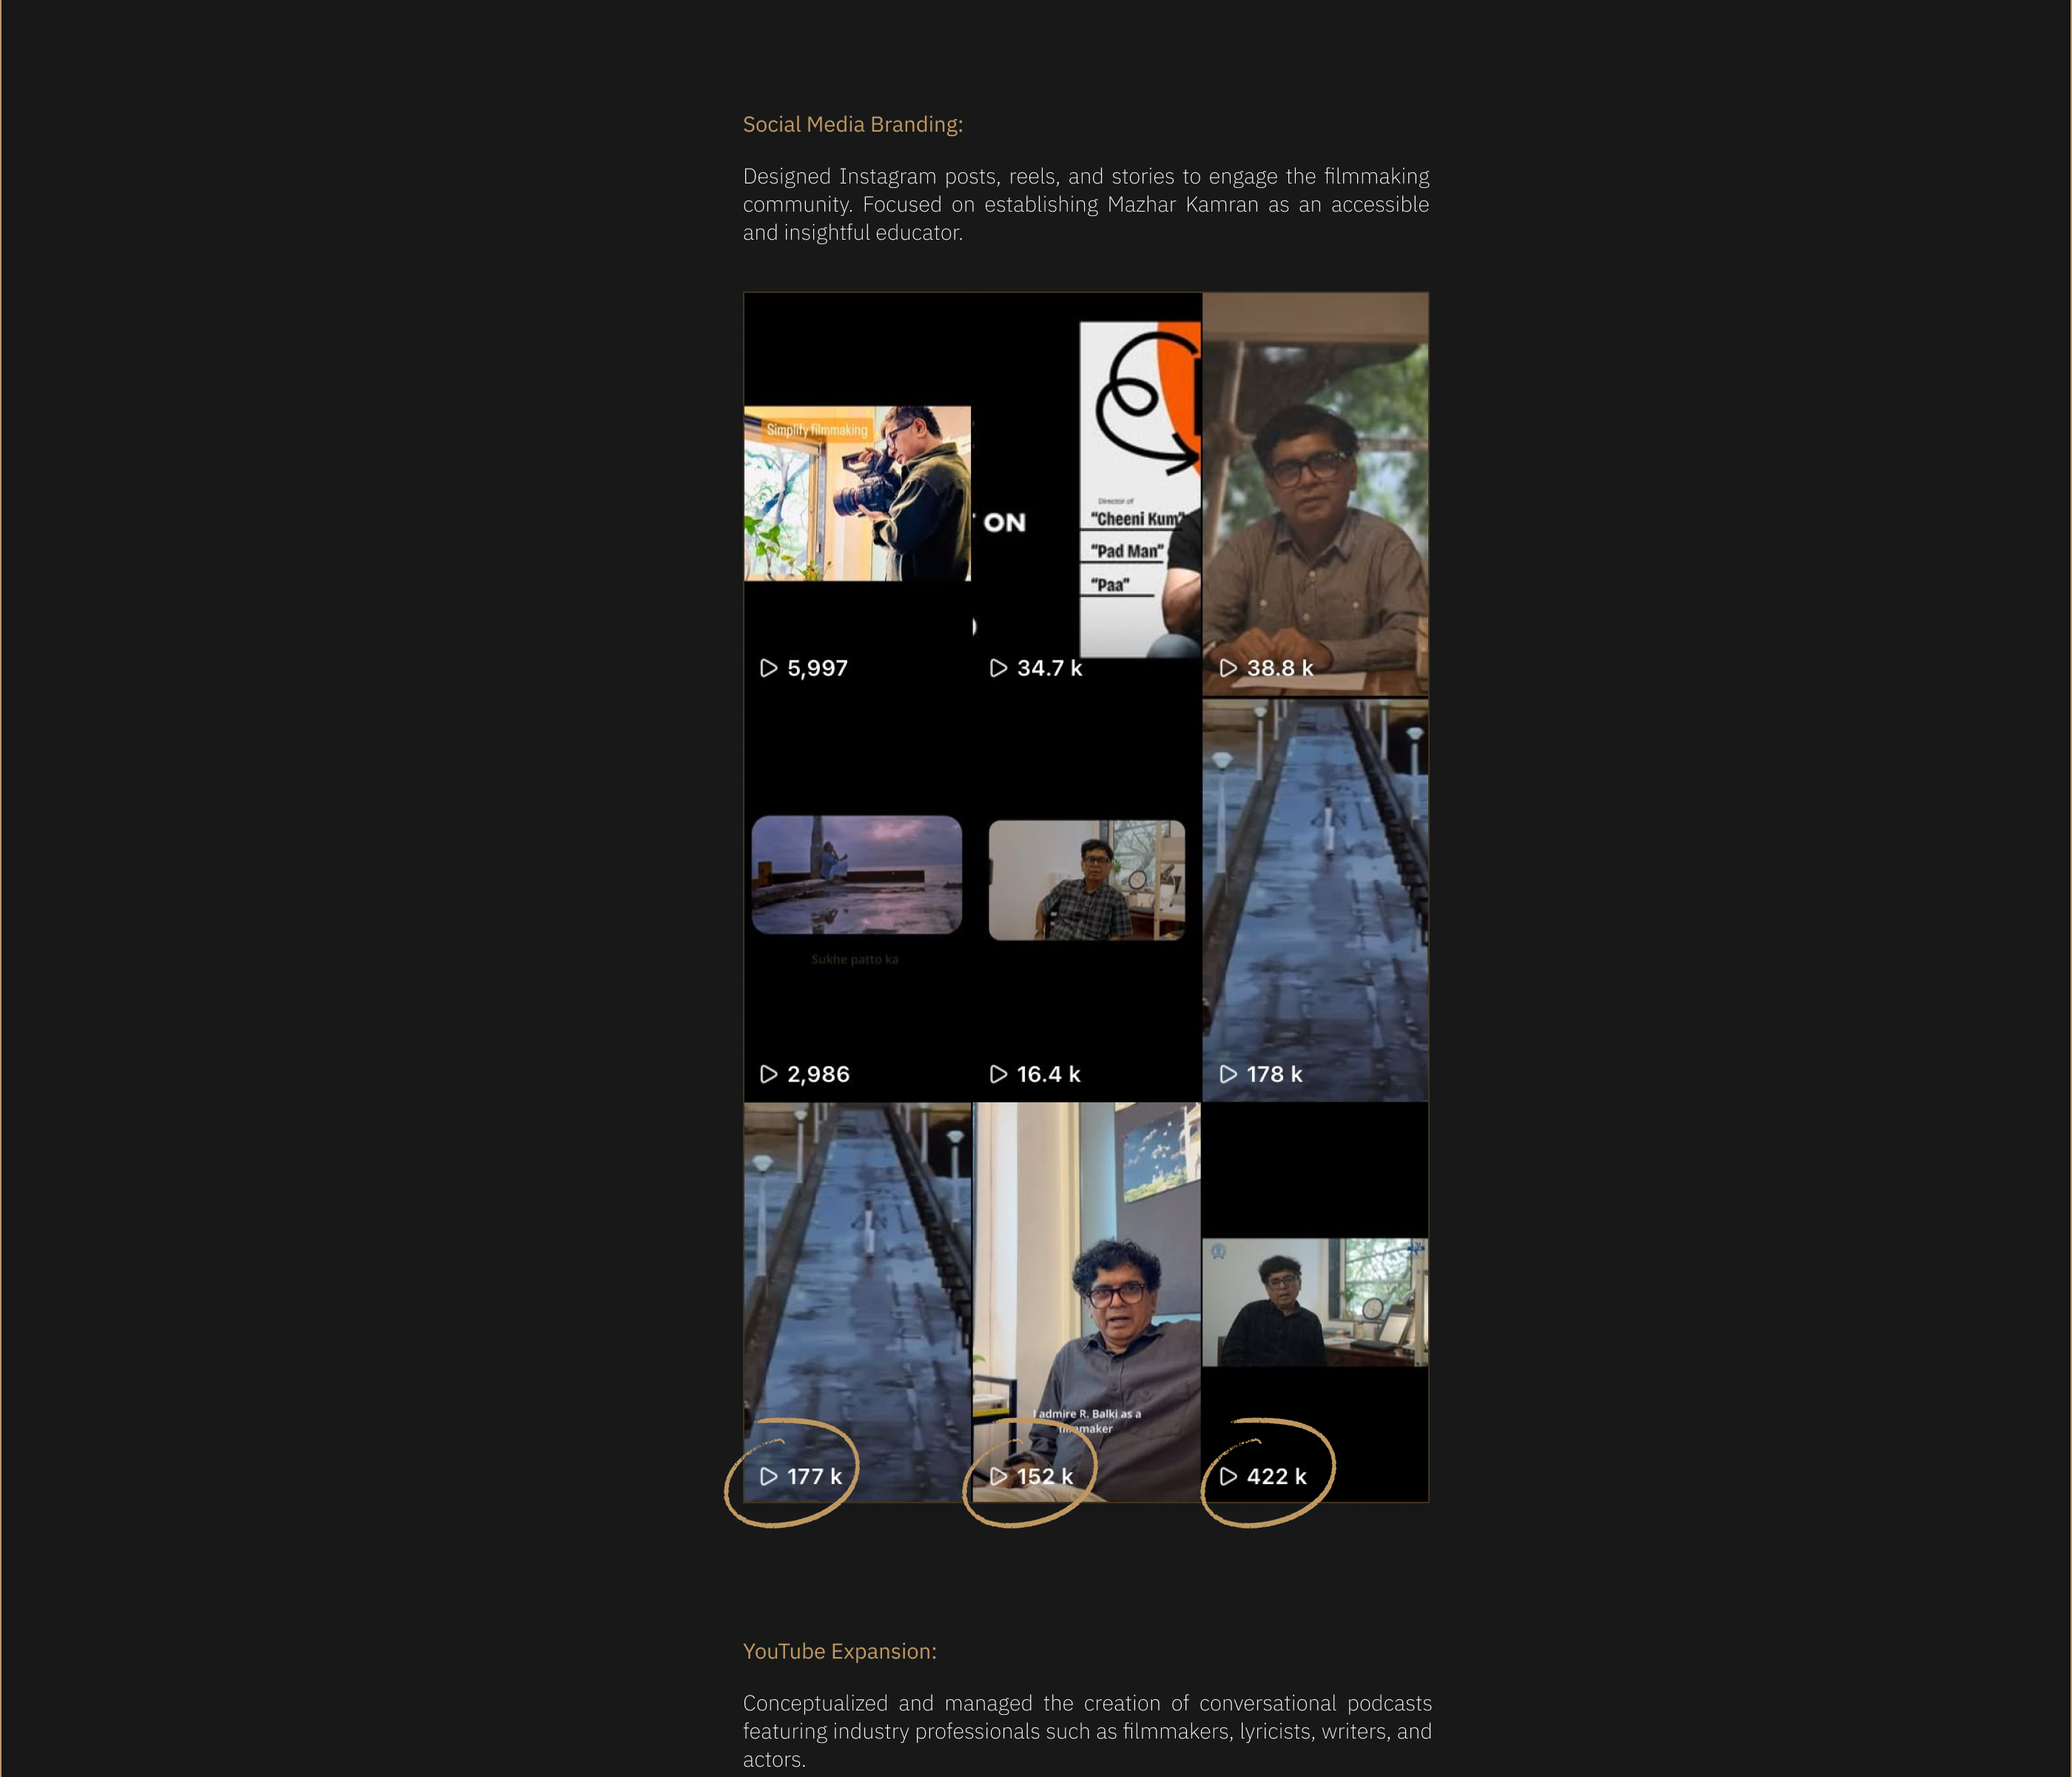 Social Media Branding:
Designed Instagram posts, reels, and stories to engage the filmmaking
community. Focused on establishing Mazhar Kamran as an accessible
and insightful educator.
Simplify filmmaking
ON
Director of
"Cheeni Kum"
"Pad Man"
"Paa"
5,997
34.7 k
38.8 k
Sukhe patto ka
2,986
16.4 k
178 k
I admire R. Balki as a
filmmaker
177 k
152 k
422 k
YouTube Expansion:
Conceptualized and managed the creation of conversational podcasts
featuring industry professionals such as filmmakers, lyricists, writers, and
actors.